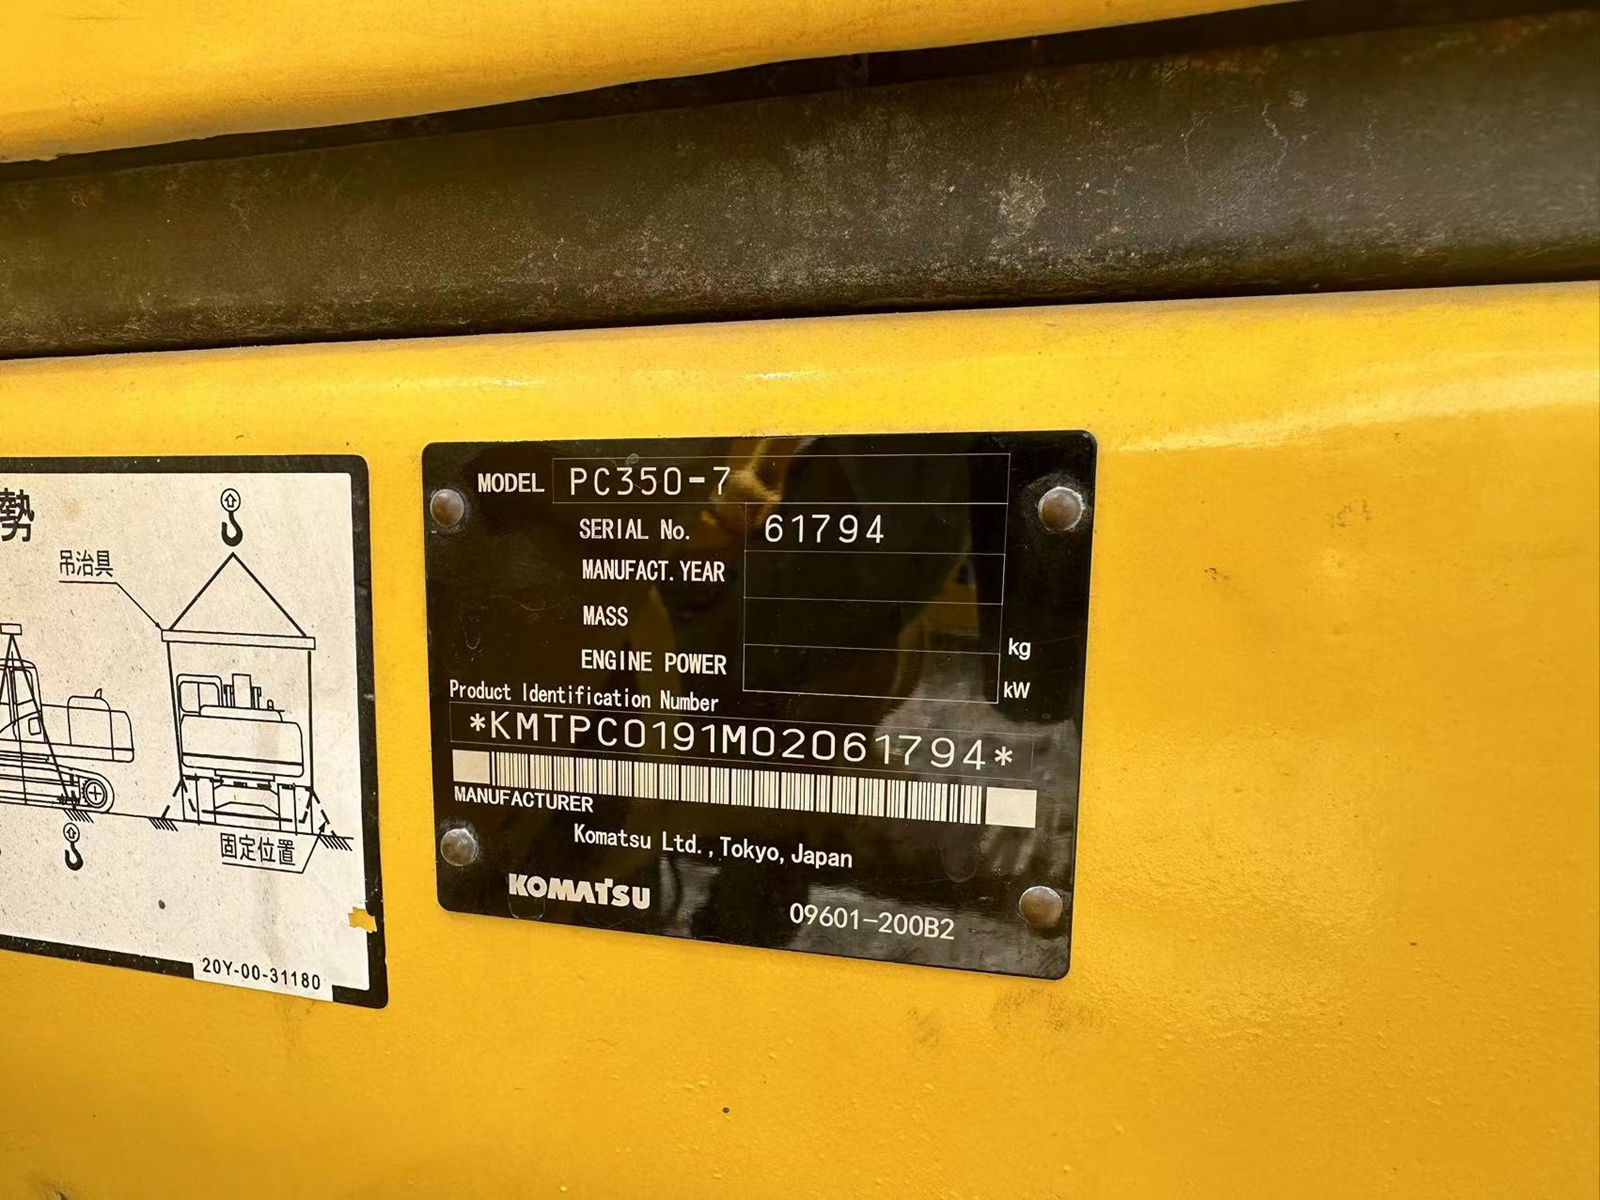 勢
吊治具
固定位置
20Y-00-31180
MODEL PC350-7
SERIAL No. 61794
MANUFACT. YEAR
MASS kg
ENGINE POWER kW
Product Identification Number
*KMTPC0191M02061794*
MANUFACTURER
Komatsu Ltd., Tokyo, Japan
KOMATSU
09601-200B2